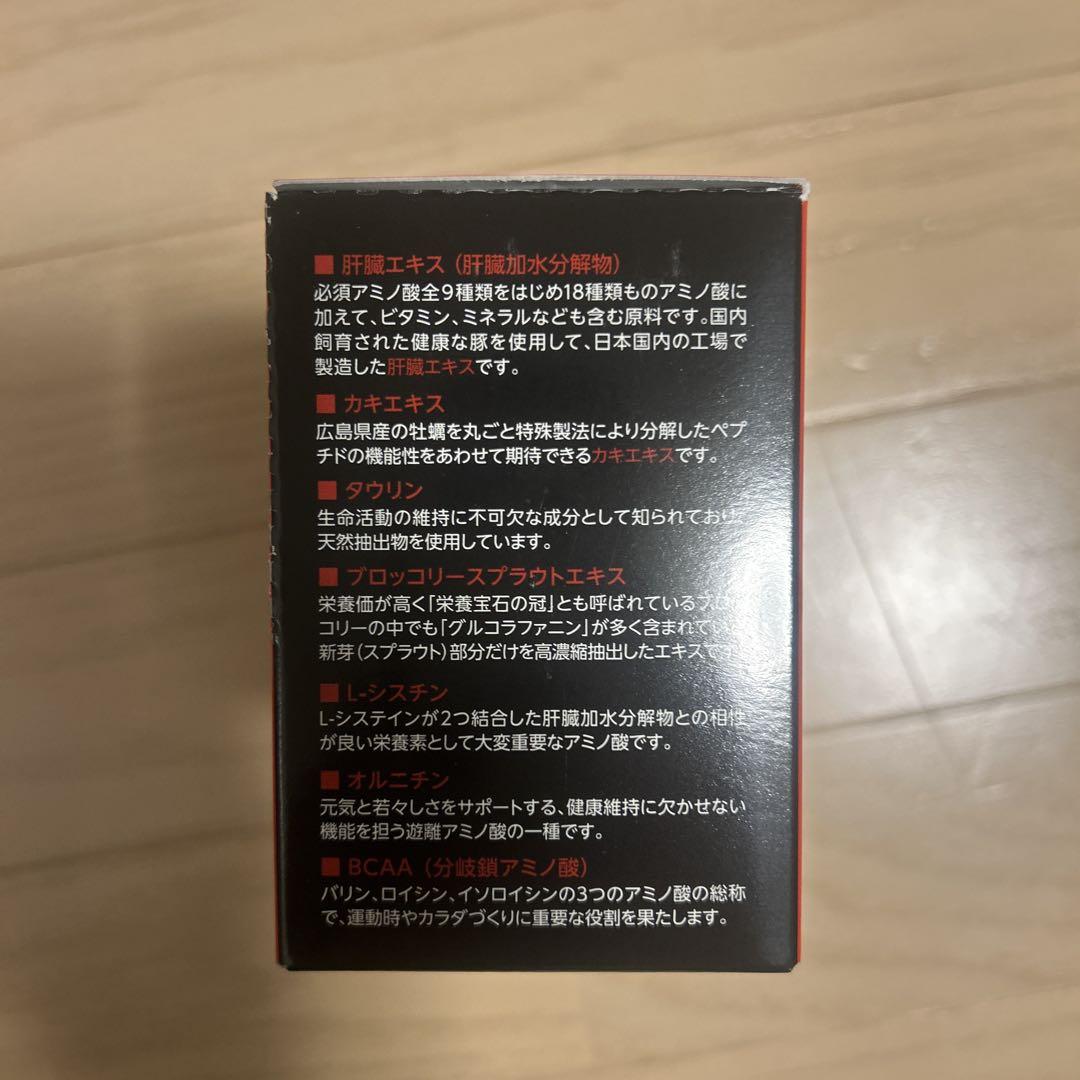 ■ 肝臓エキス（肝臓加水分解物）
必須アミノ酸全9種類をはじめ18種類ものアミノ酸に
加えて、ビタミン、ミネラルなども含む原料です。国内
飼育された健康な豚を使用して、日本国内の工場で
製造した肝臓エキスです。
■ カキエキス
広島県産の牡蠣を丸ごと特殊製法により分解したペプ
チドの機能性をあわせて期待できるカキエキスです。
■ タウリン
生命活動の維持に不可欠な成分として知られており、
天然抽出物を使用しています。
■ ブロッコリースプラウトエキス
栄養価が高く「栄養宝石の冠」とも呼ばれているブロッ
コリーの中でも「グルコラファニン」が多く含まれている
新芽（スプラウト）部分だけを高濃縮抽出したエキスです。
■ L-シスチン
L-システインが2つ結合した肝臓加水分解物との相性
が良い栄養素として大変重要なアミノ酸です。
■ オルニチン
元気と若々しさをサポートする、健康維持に欠かせない
機能を担う遊離アミノ酸の一種です。
■ BCAA（分岐鎖アミノ酸）
バリン、ロイシン、イソロイシンの3つのアミノ酸の総称
で、運動時やカラダづくりに重要な役割を果たします。